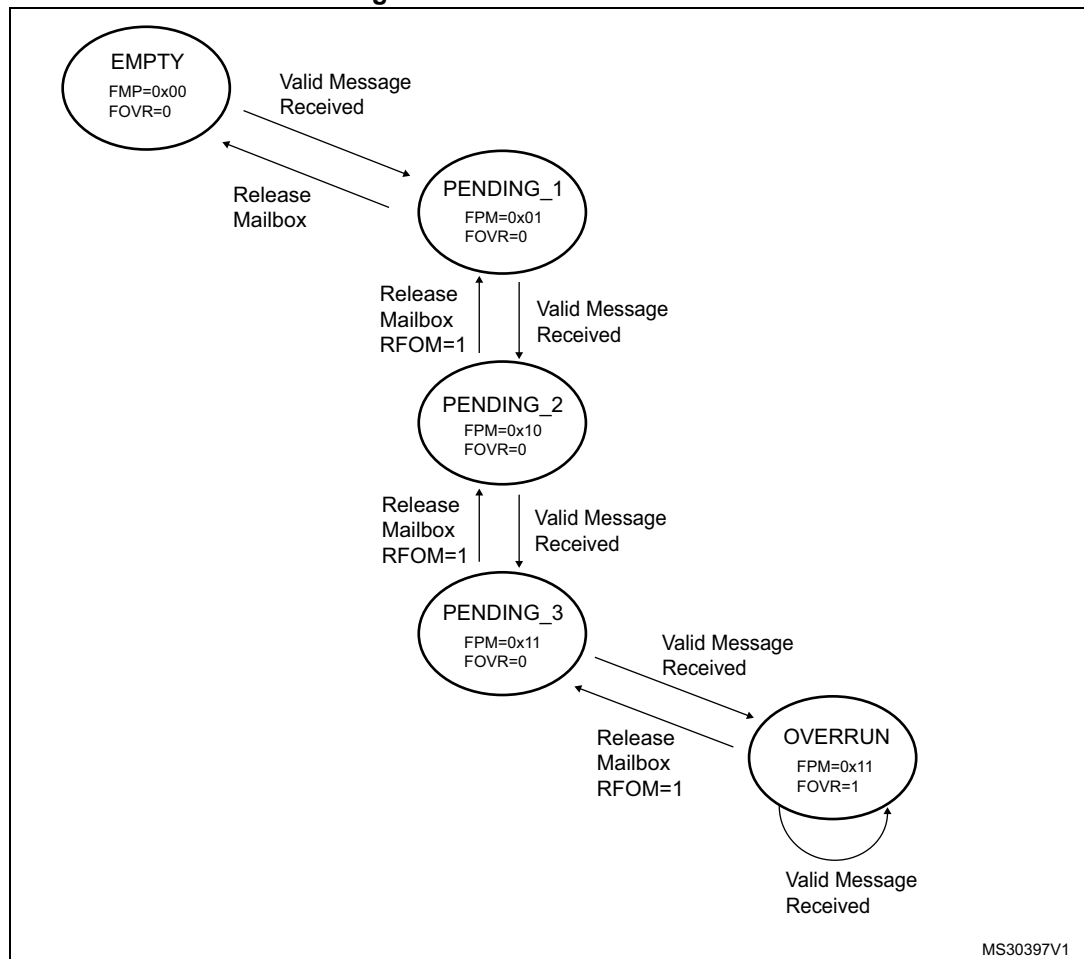 EMPTY
FMP=0x00
FOVR=0
Valid Message
Received
Release
Mailbox
PENDING_1
FPM=0x01
FOVR=0
Release
Mailbox
RFOM=1
Valid Message
Received
PENDING_2
FPM=0x10
FOVR=0
Release
Mailbox
RFOM=1
Valid Message
Received
PENDING_3
FPM=0x11
FOVR=0
Valid Message
Received
Release
Mailbox
RFOM=1
OVERRUN
FPM=0x11
FOVR=1
Valid Message
Received
MS30397V1